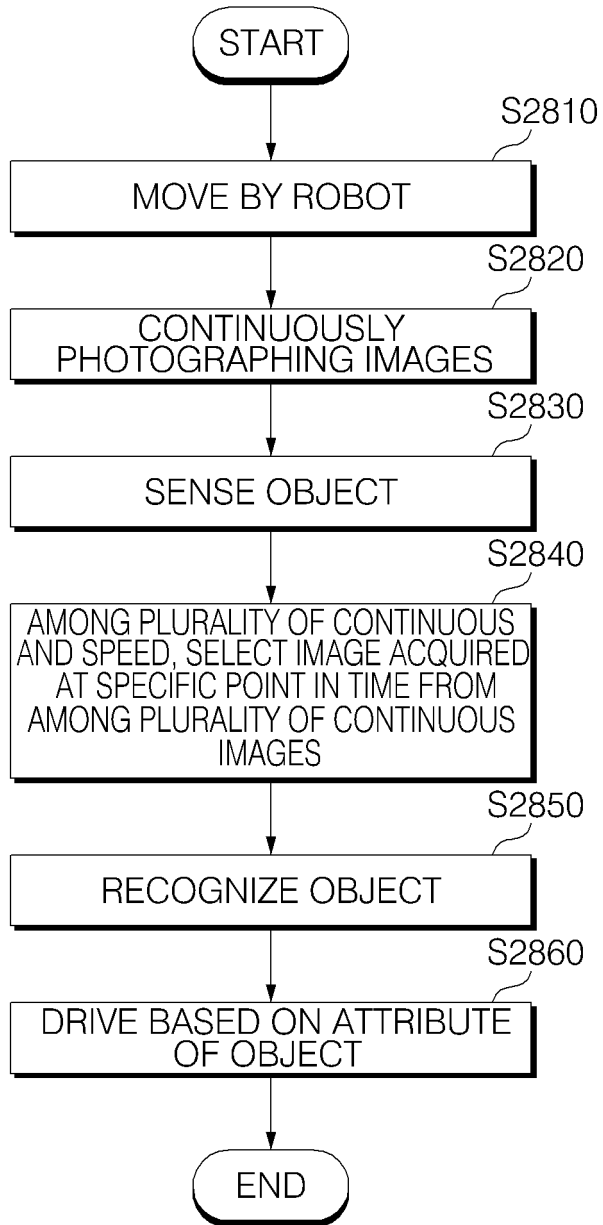 START
S2810
MOVE BY ROBOT
S2820
CONTINUOUSLY
PHOTOGRAPHING IMAGES
S2830
SENSE OBJECT
S2840
AMONG PLURALITY OF CONTINUOUS
AND SPEED, SELECT IMAGE ACQUIRED
AT SPECIFIC POINT IN TIME FROM
AMONG PLURALITY OF CONTINUOUS
IMAGES
S2850
RECOGNIZE OBJECT
S2860
DRIVE BASED ON ATTRIBUTE
OF OBJECT
END